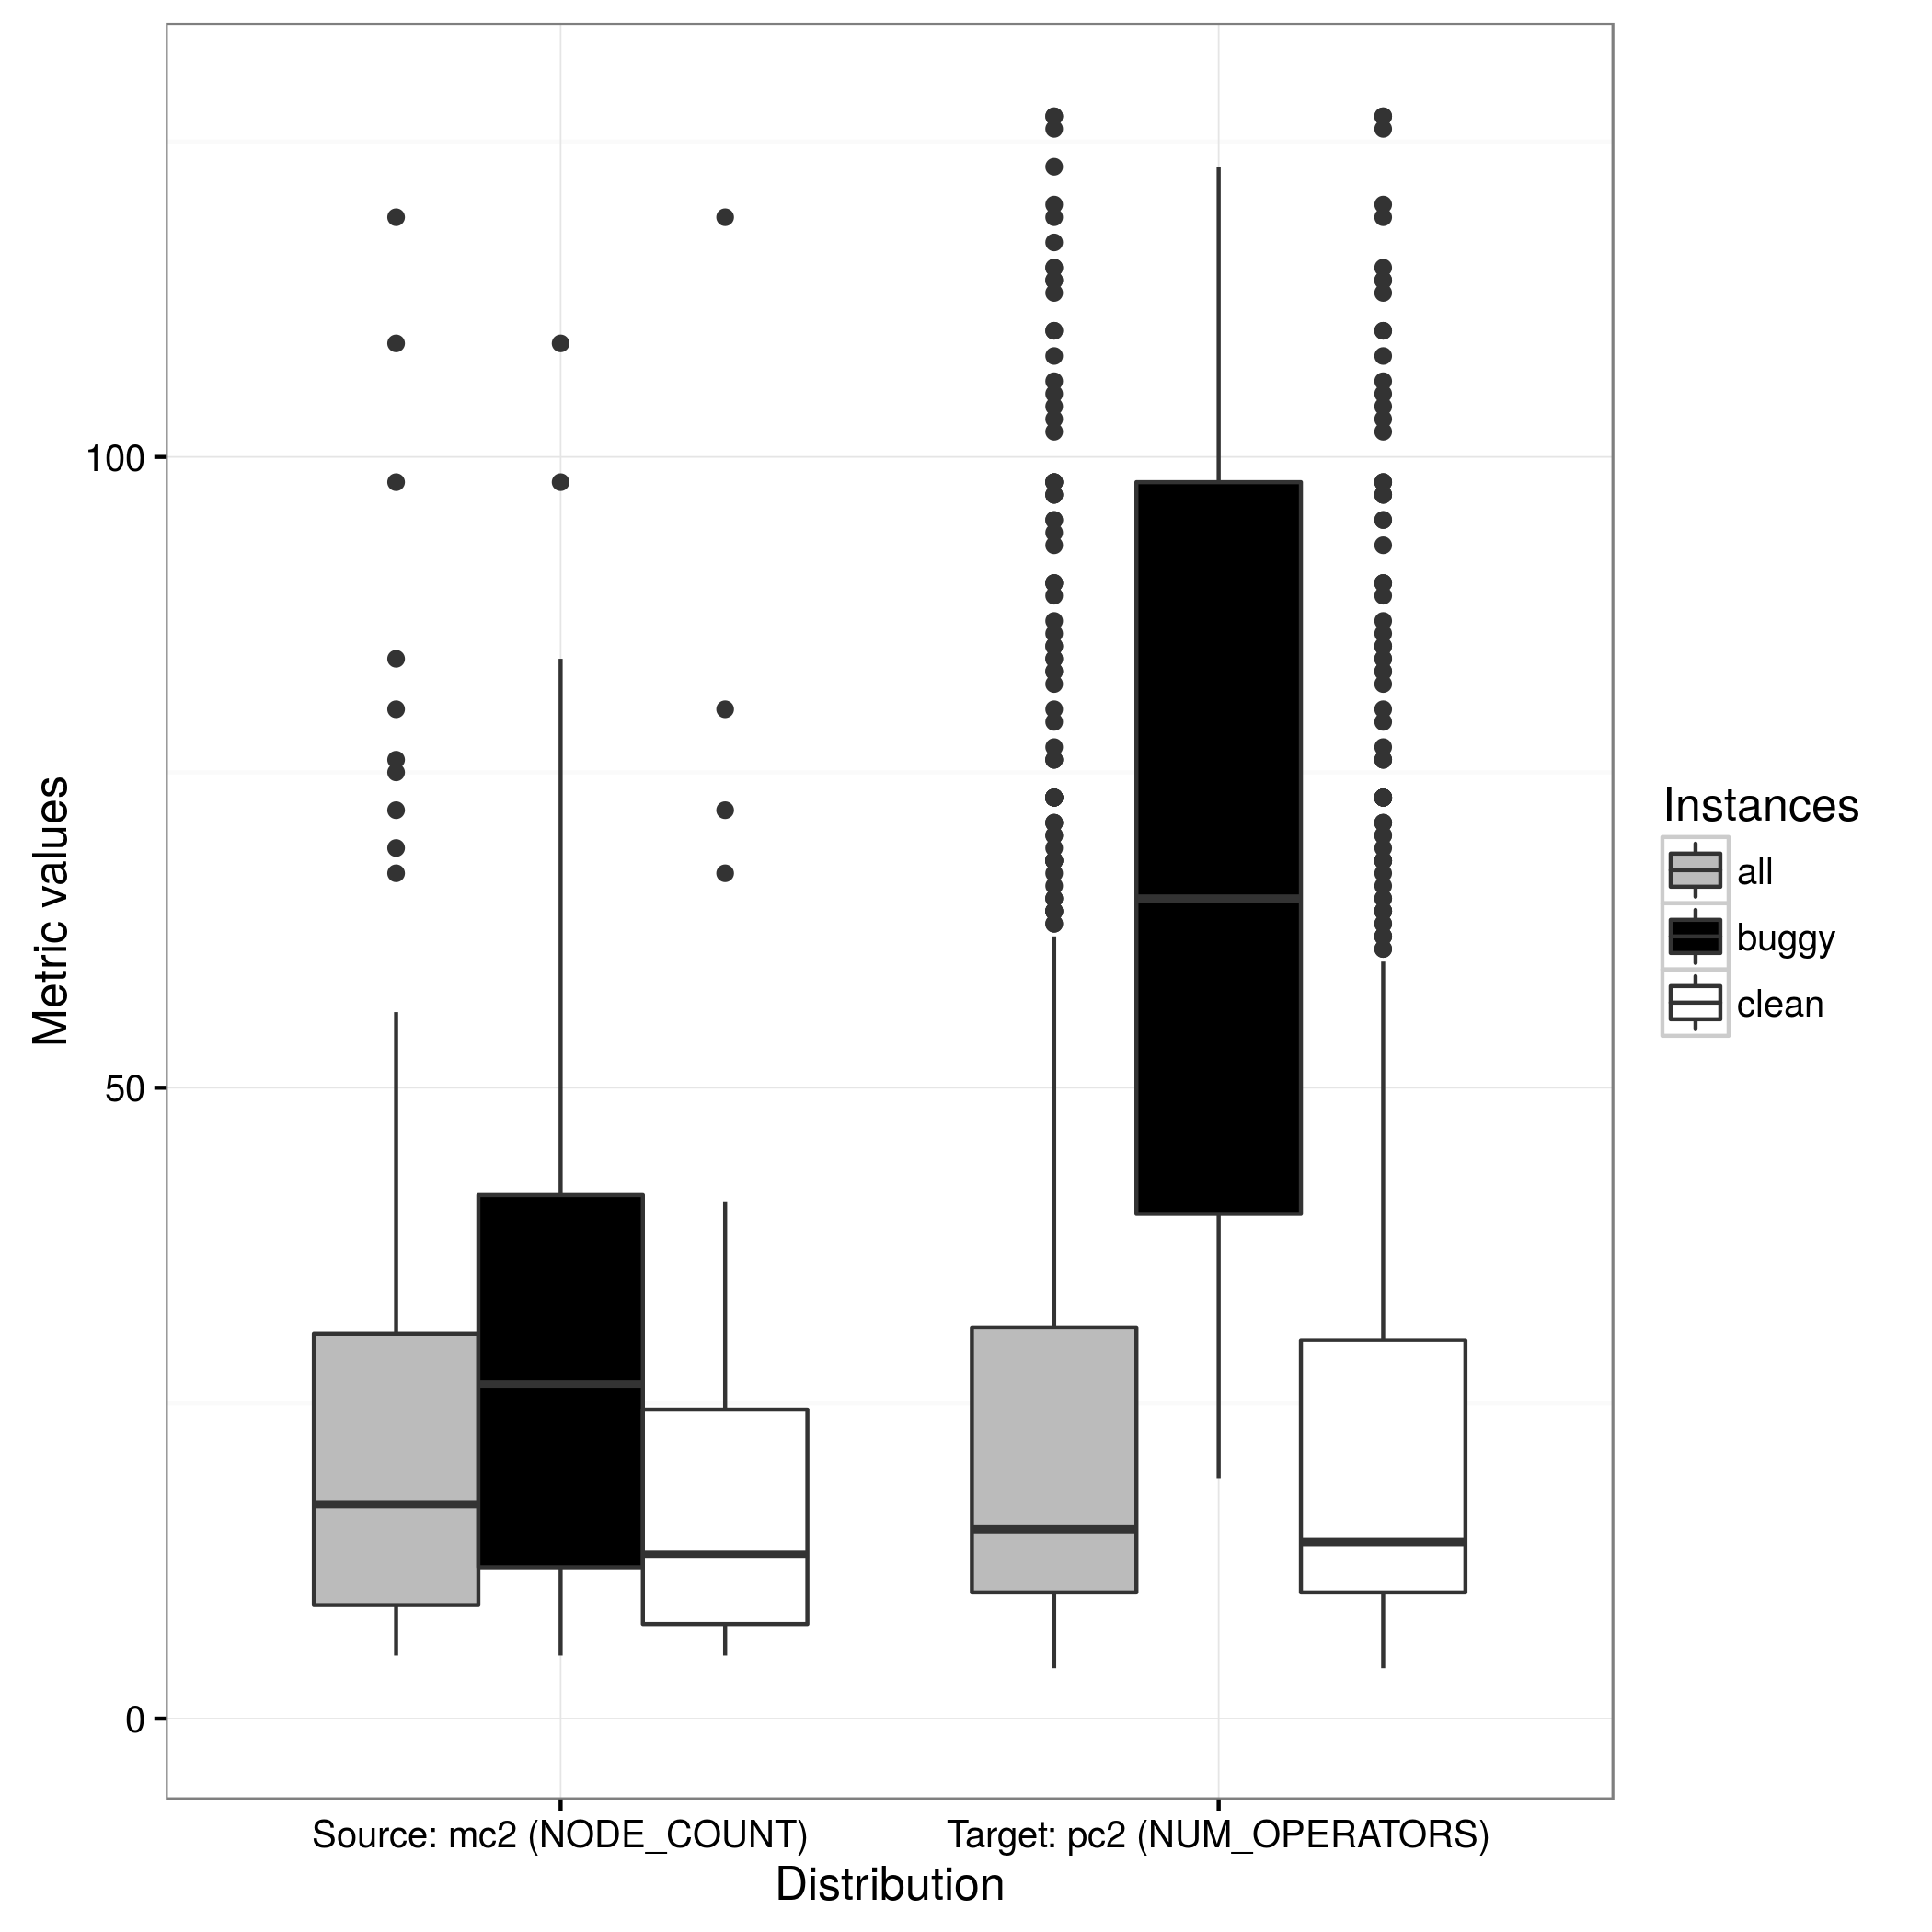 Metric values
100
50
0
Source: mc2 (NODE_COUNT)
Target: pc2 (NUM_OPERATORS)
Distribution
Instances
all
buggy
clean